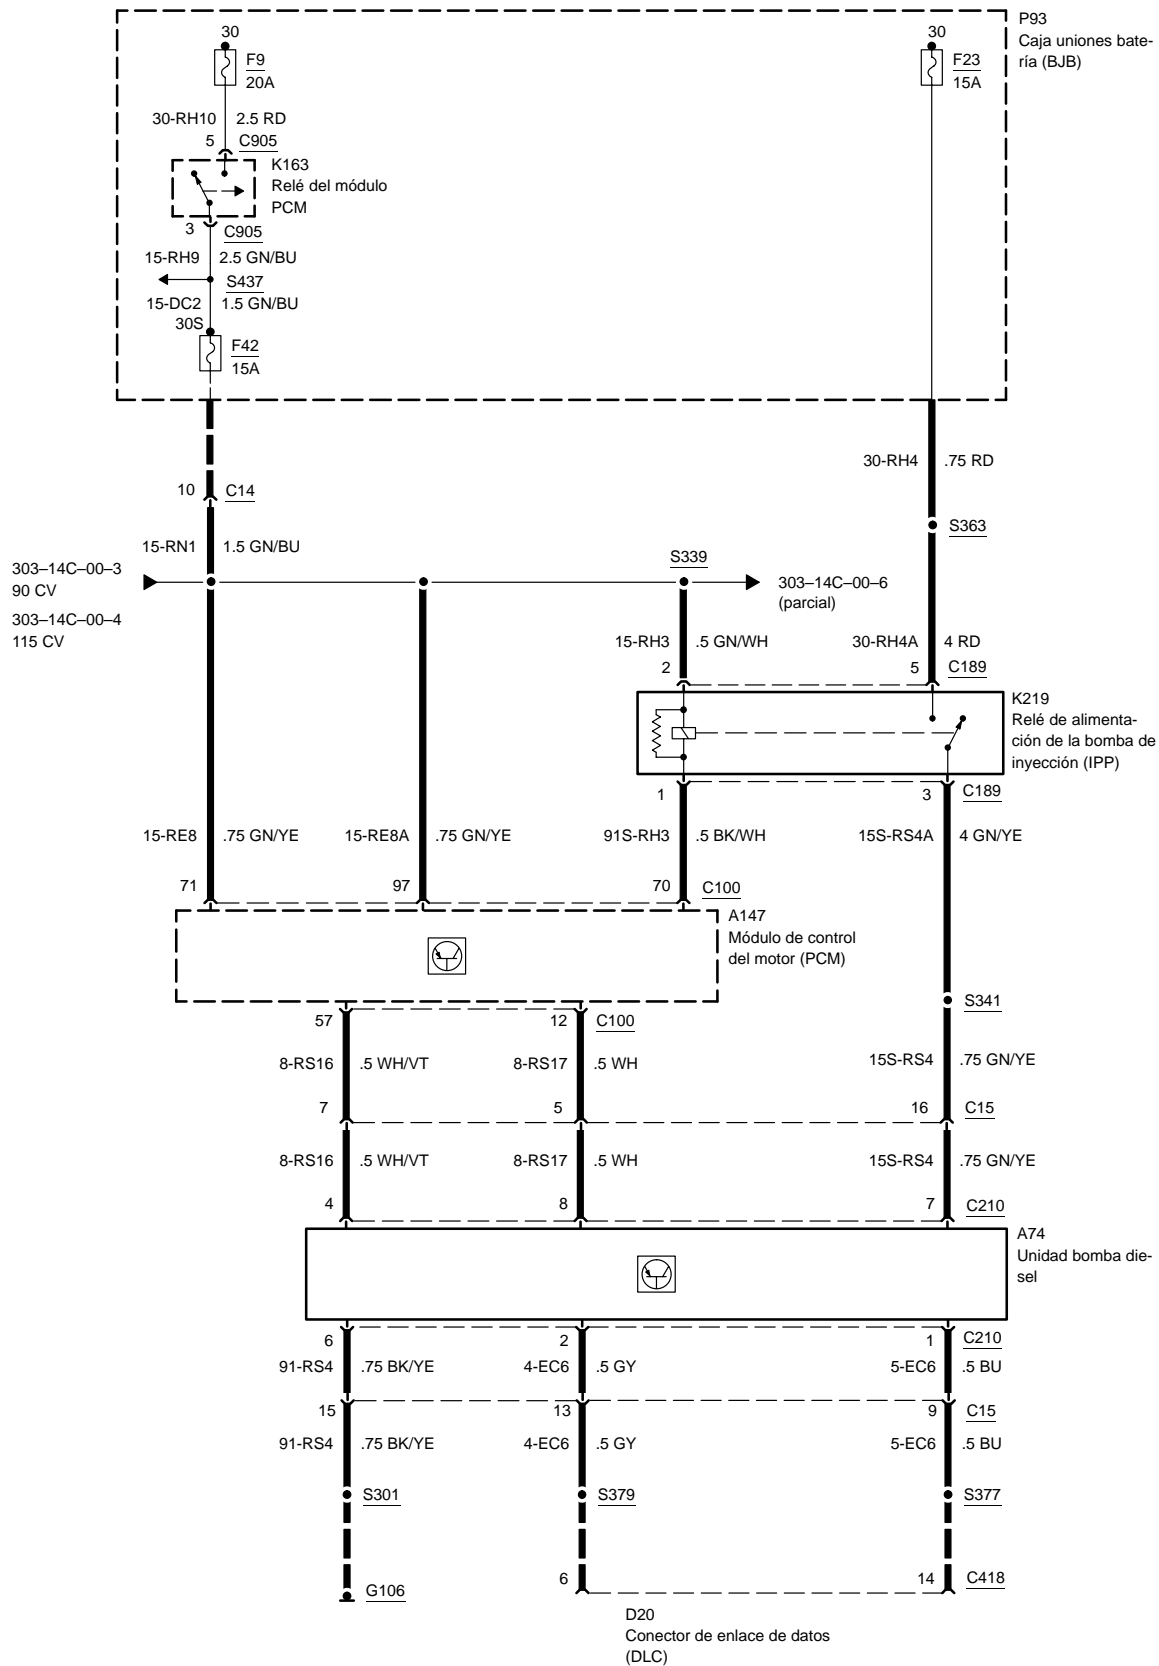 P93
Caja uniones bate-
ría (BJB)
30
F9
20A
30
F23
15A
30-RH10 2.5 RD
5 C905
K163
Relé del módulo
PCM
3 C905
15-RH9 2.5 GN/BU
S437
15-DC2 1.5 GN/BU
30S
F42
15A
30-RH4 .75 RD
10 C14
S363
15-RN1 1.5 GN/BU
303–14C–00–3
90 CV
303–14C–00–4
115 CV
S339
303–14C–00–6
(parcial)
15-RH3 .5 GN/WH
30-RH4A 4 RD
2
5 C189
K219
Relé de alimenta-
ción de la bomba de
inyección (IPP)
1
3 C189
15-RE8 .75 GN/YE
15-RE8A .75 GN/YE
91S-RH3 .5 BK/WH
15S-RS4A 4 GN/YE
71
97
70 C100
A147
Módulo de control
del motor (PCM)
S341
57
12 C100
8-RS16 .5 WH/VT
8-RS17 .5 WH
15S-RS4 .75 GN/YE
7
5
16 C15
8-RS16 .5 WH/VT
8-RS17 .5 WH
15S-RS4 .75 GN/YE
4
8
7 C210
A74
Unidad bomba die-
sel
6
2
1 C210
91-RS4 .75 BK/YE
4-EC6 .5 GY
5-EC6 .5 BU
15
13
9 C15
91-RS4 .75 BK/YE
4-EC6 .5 GY
5-EC6 .5 BU
S301
S379
S377
G106
6
14 C418
D20
Conector de enlace de datos
(DLC)